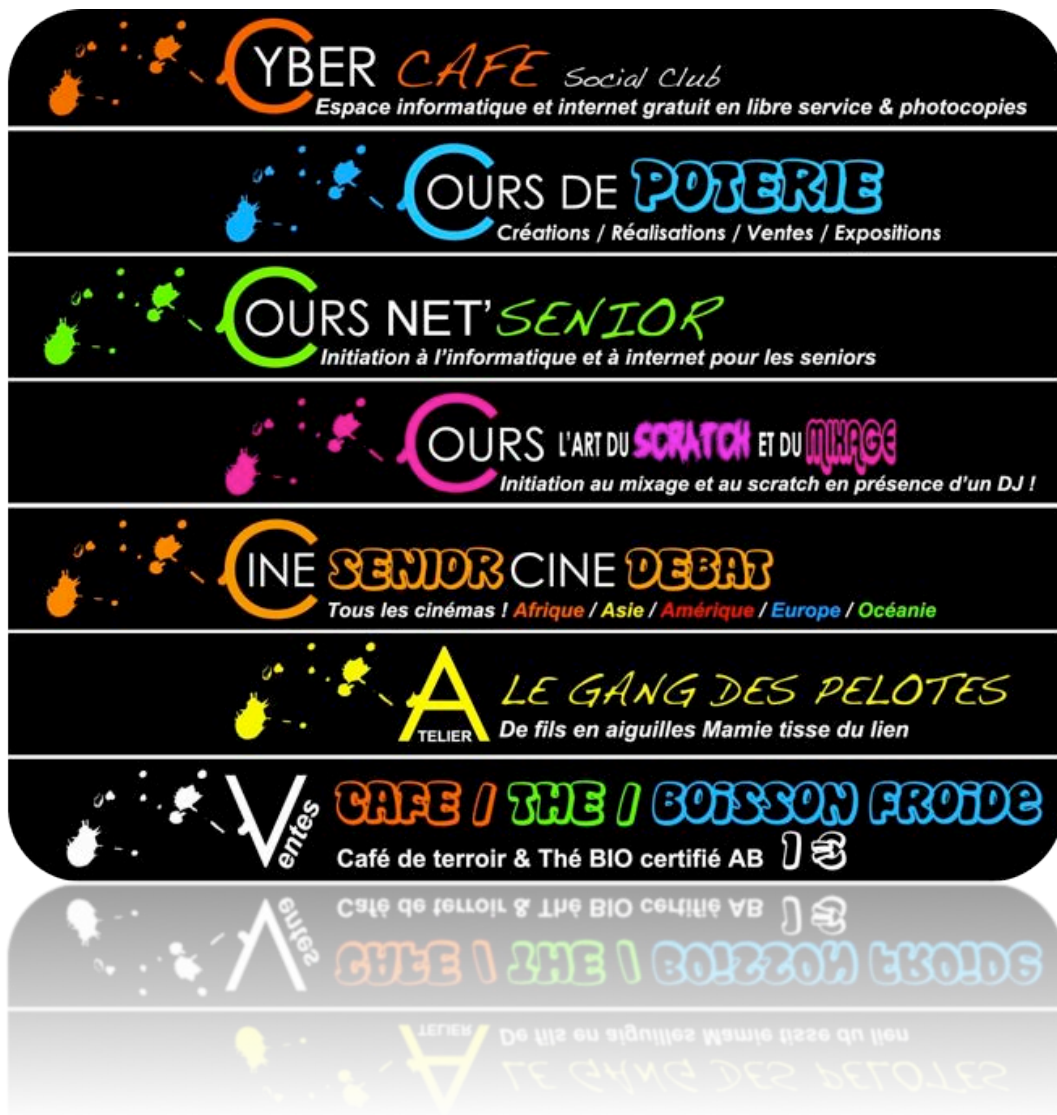 CYBER CAFE Social Club
Espace informatique et internet gratuit en libre service & photocopies
COURS DE POTERIE
Créations / Réalisations / Ventes / Expositions
COURS NET'SENIOR
Initiation à l'informatique et à internet pour les seniors
COURS L'ART DU SCRATCH ET DU MIXAGE
Initiation au mixage et au scratch en présence d'un DJ !
CINE SENIOR CINE DEBAT
Tous les cinémas ! Afrique / Asie / Amérique / Europe / Océanie
ATELIER LE GANG DES PELOTES
De fils en aiguilles Mamie tisse du lien
Ventes CAFE / THE / BOiSSON FROiDE
Café de terroir & Thé BIO certifié AB 1€